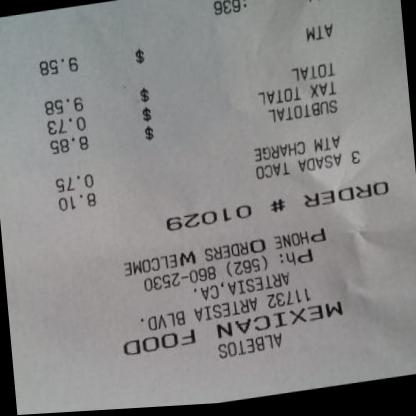 ALBETOS
MEXICAN FOOD
11732 ARTESIA BLVD.
ARTESIA,CA.
Ph: (562) 860-2530
PHONE ORDERS WELCOME
ORDER # 01029
3 ASADA TACO 8.10
ATM CHARGE 0.75
SUBTOTAL $ 8.85
TAX TOTAL $ 0.73
TOTAL $ 9.58
ATM $ 9.58